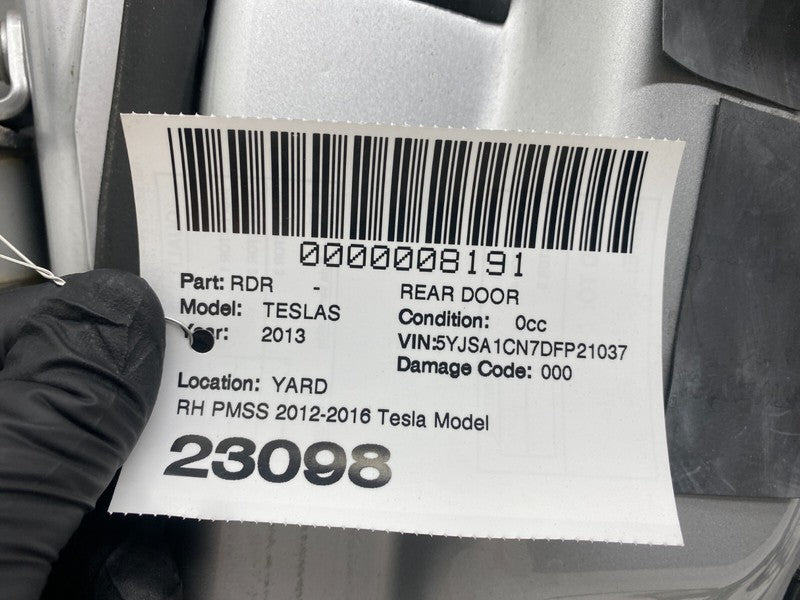 0000008191
Part: RDR - REAR DOOR
Model: TESLAS Condition: 0cc
Year: 2013 VIN:5YJSA1CN7DFP21037
Damage Code: 000
Location: YARD
RH PMSS 2012-2016 Tesla Model
23098